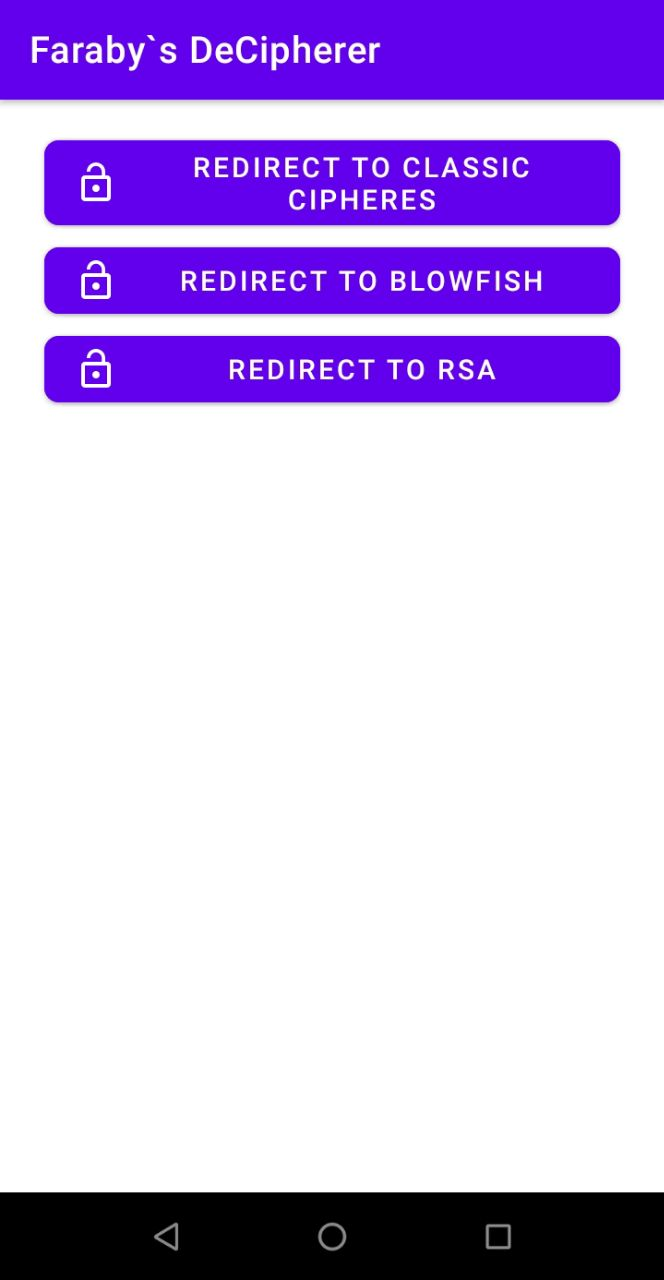 Faraby`s DeCipherer
REDIRECT TO CLASSIC
CIPHERES
REDIRECT TO BLOWFISH
REDIRECT TO RSA